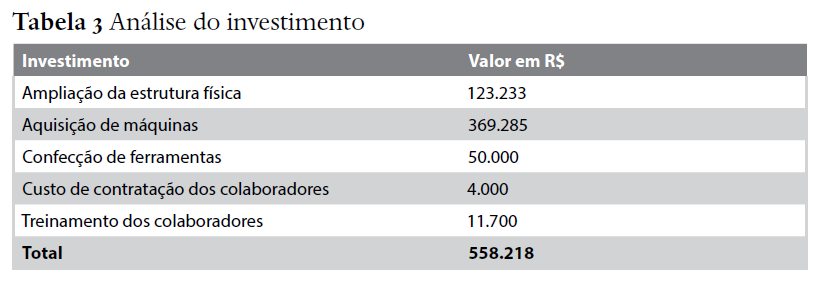 Tabela 3 Análise do investimento
Investimento Valor em R$
Ampliação da estrutura física 123.233
Aquisição de máquinas 369.285
Confecção de ferramentas 50.000
Custo de contratação dos colaboradores 4.000
Treinamento dos colaboradores 11.700
Total 558.218